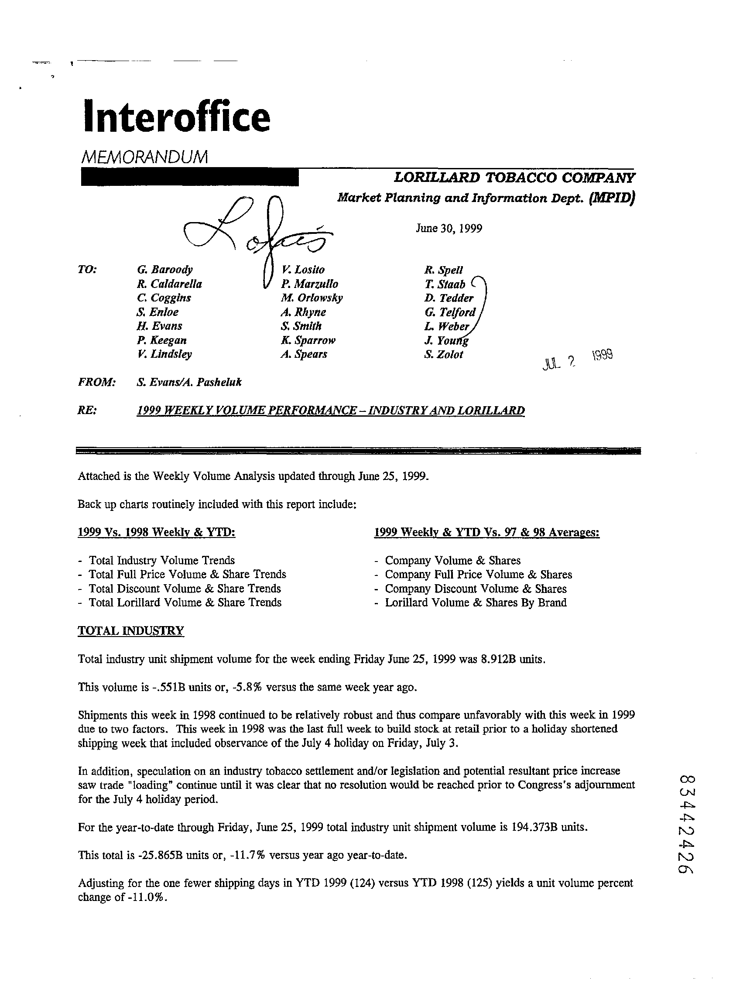 Interoffice
MEMORANDUM
LORILLARD TOBACCO COMPANY
Market Planning and Information Dept. (MPID)
June 30, 1999
TO: G. Baroody V. Losito R. Spell
R. Caldarella P. Marzullo T. Staab
C. Coggins M. Orlowsky D. Tedder
S. Enloe A. Rhyne G. Telford
H. Evans S. Smith L. Weber
P. Keegan K. Sparrow J. Young
V. Lindsley A. Spears S. Zolot
JUL 2 1999
FROM: S. Evans/A. Pasheluk
RE: 1999 WEEKLY VOLUME PERFORMANCE – INDUSTRY AND LORILLARD
Attached is the Weekly Volume Analysis updated through June 25, 1999.
Back up charts routinely included with this report include:
1999 Vs. 1998 Weekly & YTD: 1999 Weekly & YTD Vs. 97 & 98 Averages:
- Total Industry Volume Trends - Company Volume & Shares
- Total Full Price Volume & Share Trends - Company Full Price Volume & Shares
- Total Discount Volume & Share Trends - Company Discount Volume & Shares
- Total Lorillard Volume & Share Trends - Lorillard Volume & Shares By Brand
TOTAL INDUSTRY
Total industry unit shipment volume for the week ending Friday June 25, 1999 was 8.912B units.
This volume is -.551B units or, -5.8% versus the same week year ago.
Shipments this week in 1998 continued to be relatively robust and thus compare unfavorably with this week in 1999
due to two factors. This week in 1998 was the last full week to build stock at retail prior to a holiday shortened
shipping week that included observance of the July 4 holiday on Friday, July 3.
In addition, speculation on an industry tobacco settlement and/or legislation and potential resultant price increase
saw trade "loading" continue until it was clear that no resolution would be reached prior to Congress's adjournment
for the July 4 holiday period.
For the year-to-date through Friday, June 25, 1999 total industry unit shipment volume is 194.373B units.
This total is -25.865B units or, -11.7% versus year ago year-to-date.
Adjusting for the one fewer shipping days in YTD 1999 (124) versus YTD 1998 (125) yields a unit volume percent
change of -11.0%.
83442426